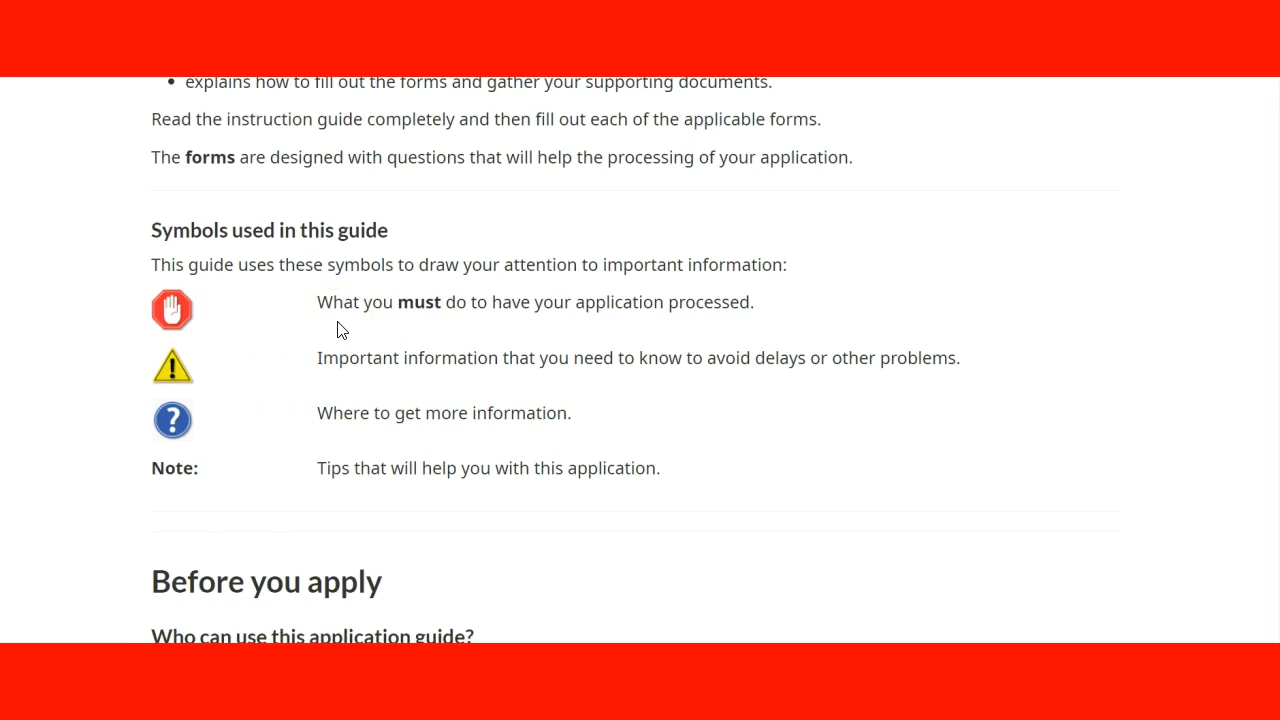 • explains how to fill out the forms and gather your supporting documents.
Read the instruction guide completely and then fill out each of the applicable forms.
The forms are designed with questions that will help the processing of your application.
Symbols used in this guide
This guide uses these symbols to draw your attention to important information:
What you must do to have your application processed.
! Important information that you need to know to avoid delays or other problems.
? Where to get more information.
Note: Tips that will help you with this application.
Before you apply
Who can use this application guide?